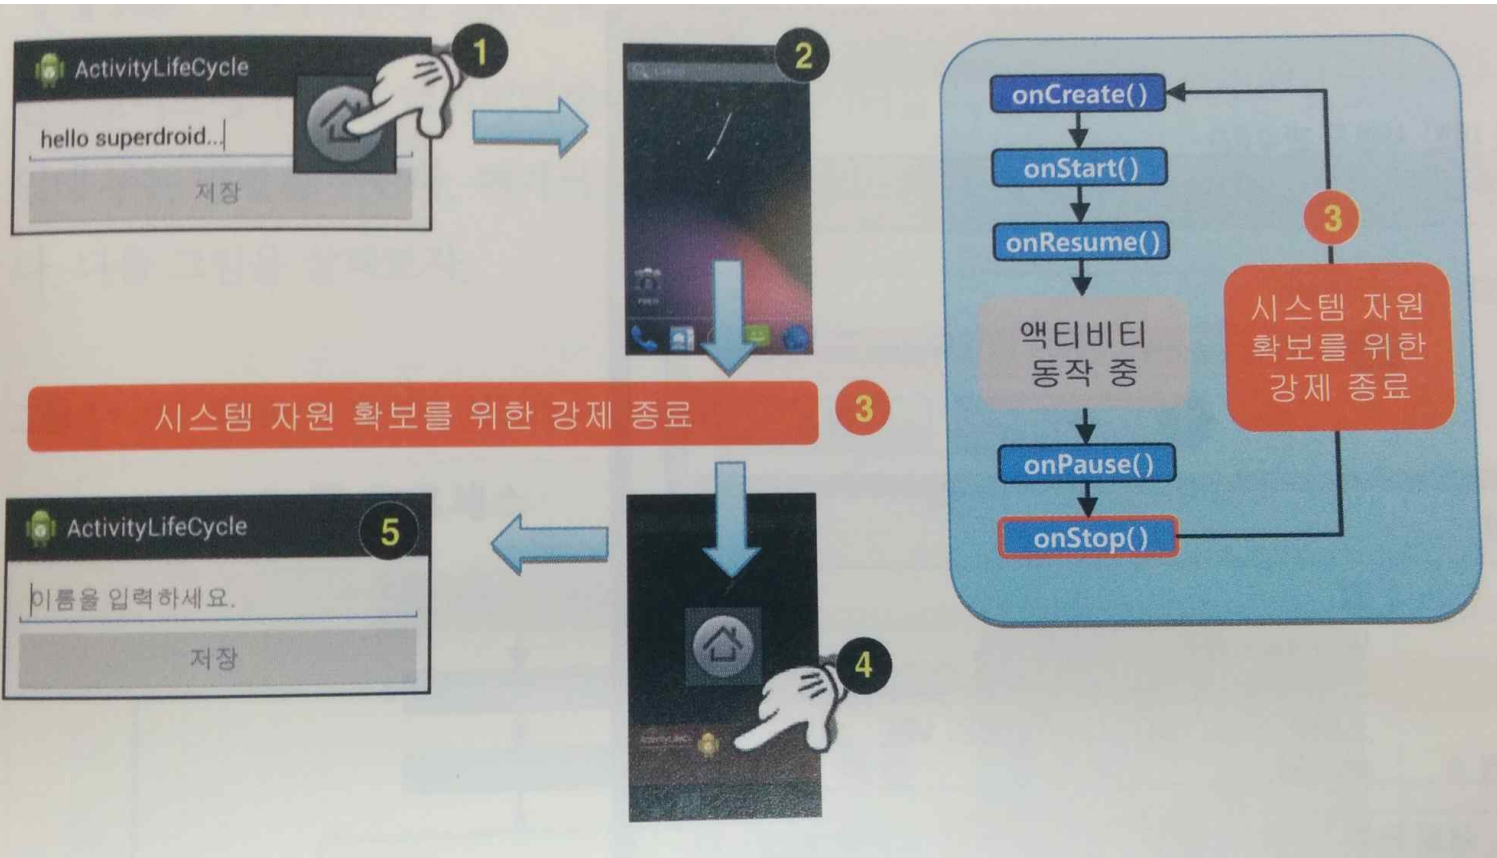 1
ActivityLifeCycle
hello superdroid...
저장
2
시스템 자원 확보를 위한 강제 종료
3
4
5
ActivityLifeCycle
이름을 입력하세요.
저장
onCreate()
onStart()
onResume()
액티비티
동작 중
onPause()
onStop()
3
시스템 자원
확보를 위한
강제 종료